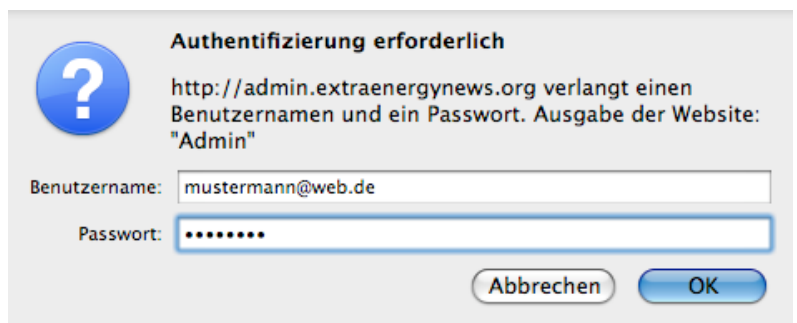 Authentifizierung erforderlich
http://admin.extraenergynews.org verlangt einen
Benutzernamen und ein Passwort. Ausgabe der Website:
"Admin"
Benutzername: mustermann@web.de
Passwort: ••••••••
Abbrechen OK